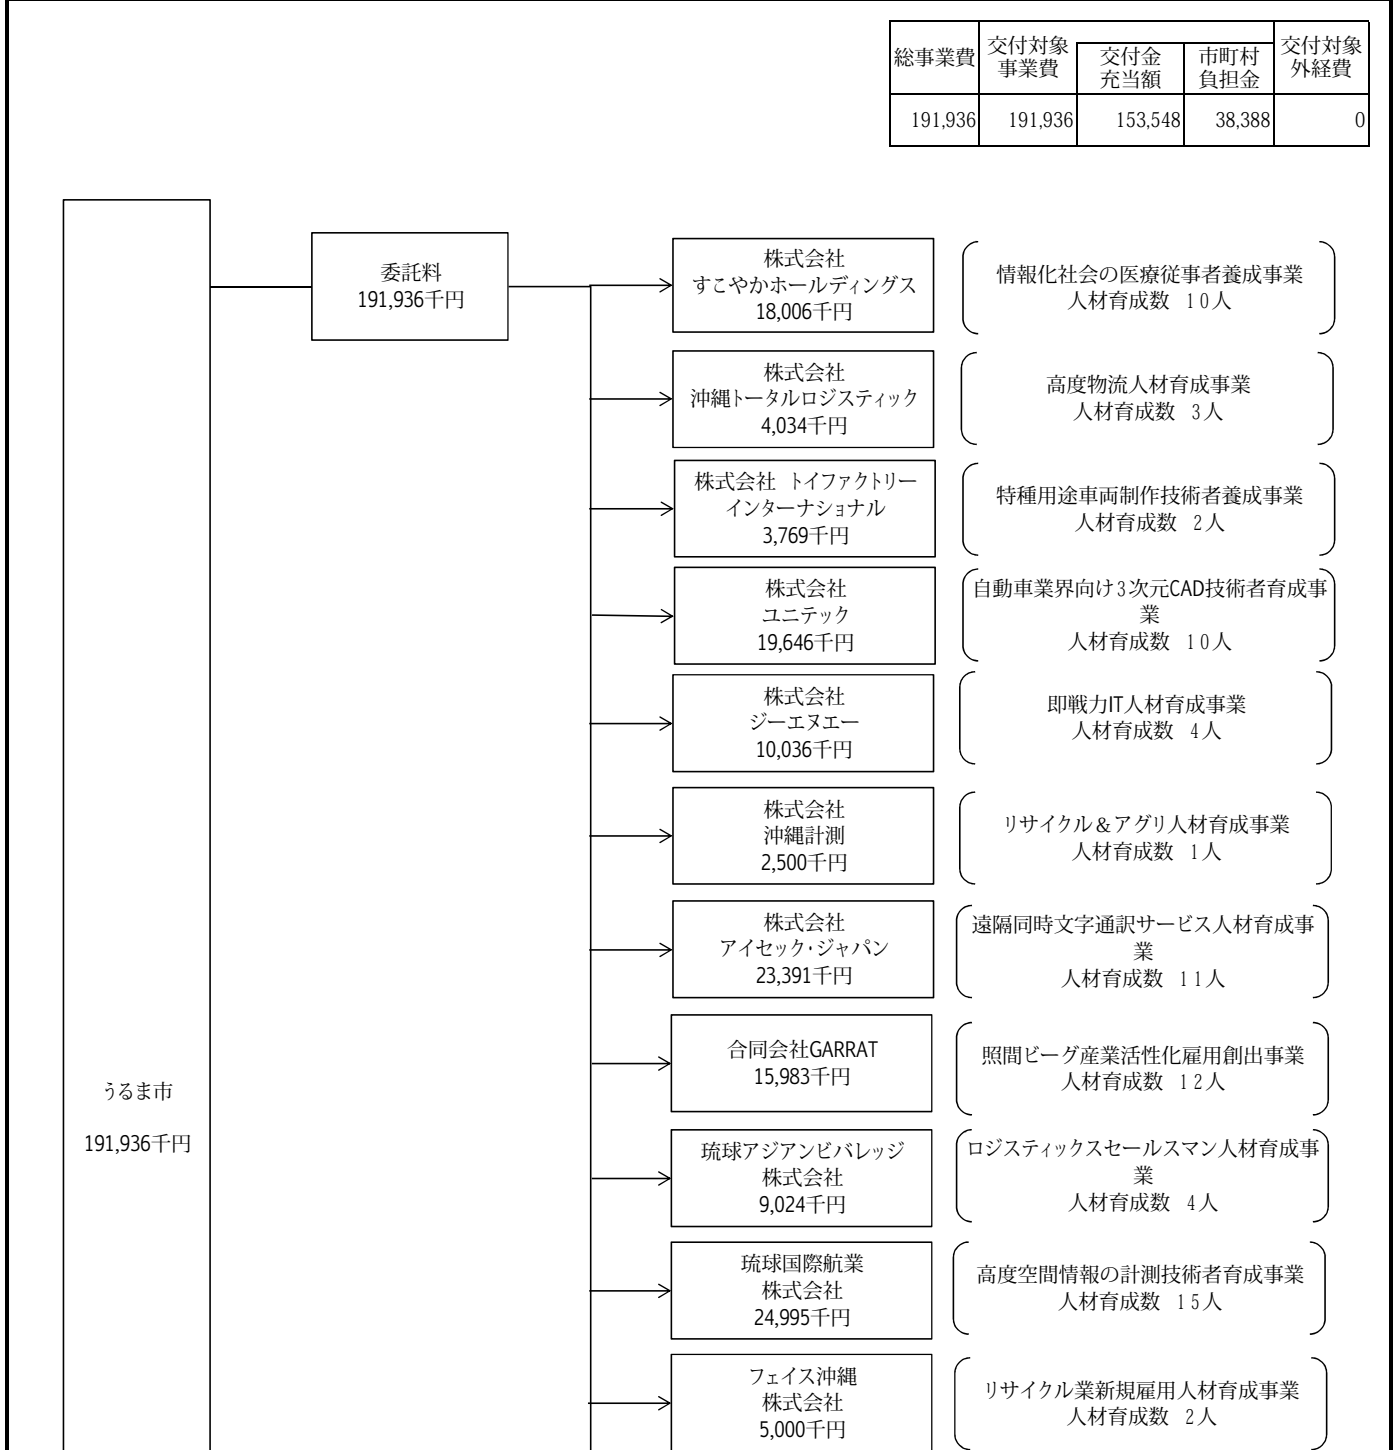 総事業費
交付対象
事業費
交付金
充当額
市町村
負担金
交付対象
外経費
191,936
191,936
153,548
38,388
0
うるま市
191,936千円
委託料
191,936千円
株式会社
すこやかホールディングス
18,006千円
情報化社会の医療従事者養成事業
人材育成数 10人
株式会社
沖縄トータルロジスティック
4,034千円
高度物流人材育成事業
人材育成数 3人
株式会社 トイファクトリー
インターナショナル
3,769千円
特種用途車両制作技術者養成事業
人材育成数 2人
株式会社
ユニテック
19,646千円
自動車業界向け3次元CAD技術者育成事
業
人材育成数 10人
株式会社
ジーエヌエー
10,036千円
即戦力IT人材育成事業
人材育成数 4人
株式会社
沖縄計測
2,500千円
リサイクル＆アグリ人材育成事業
人材育成数 1人
株式会社
アイセック・ジャパン
23,391千円
遠隔同時文字通訳サービス人材育成事
業
人材育成数 11人
合同会社GARRAT
15,983千円
照間ビーグ産業活性化雇用創出事業
人材育成数 12人
琉球アジアンビバレッジ
株式会社
9,024千円
ロジスティックスセールスマン人材育成事
業
人材育成数 4人
琉球国際航業
株式会社
24,995千円
高度空間情報の計測技術者育成事業
人材育成数 15人
フェイス沖縄
株式会社
5,000千円
リサイクル業新規雇用人材育成事業
人材育成数 2人